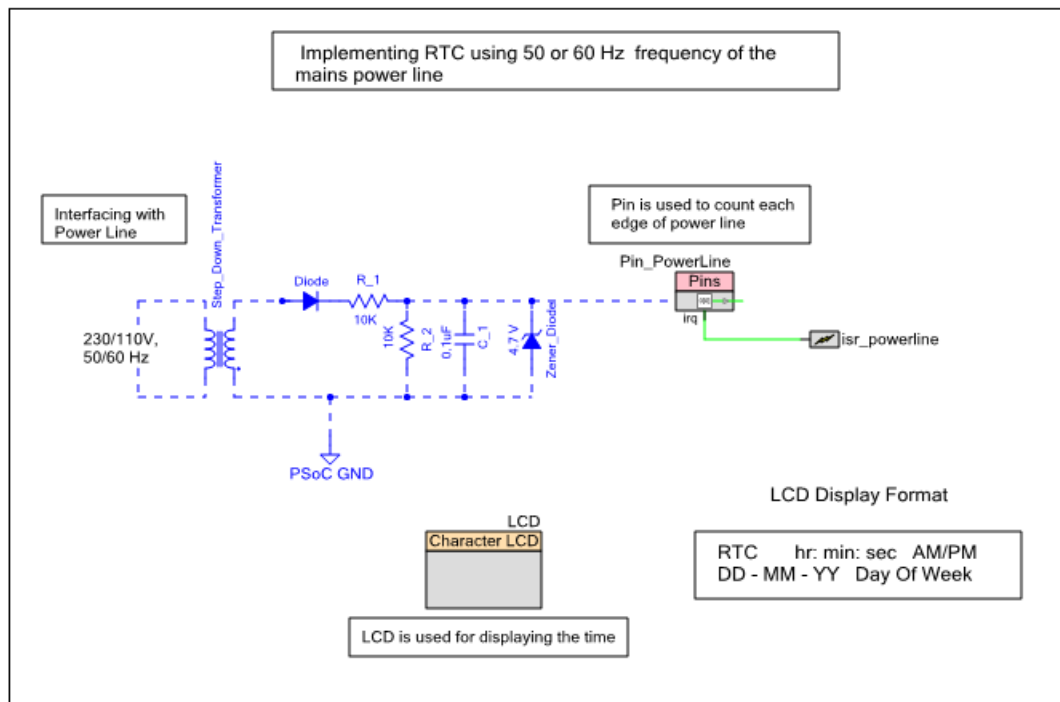 Implementing RTC using 50 or 60 Hz frequency of the
mains power line
Interfacing with
Power Line
Step_Down_Transformer
230/110V,
50/60 Hz
Diode
R_1
10K
10K
R_2
0.1uF
C_1
4.7 V
Zener_Diodel
PSoC GND
Pin is used to count each
edge of power line
Pin_PowerLine
Pins
irq
isr_powerline
LCD
Character LCD
LCD is used for displaying the time
LCD Display Format
RTC hr: min: sec AM/PM
DD - MM - YY Day Of Week